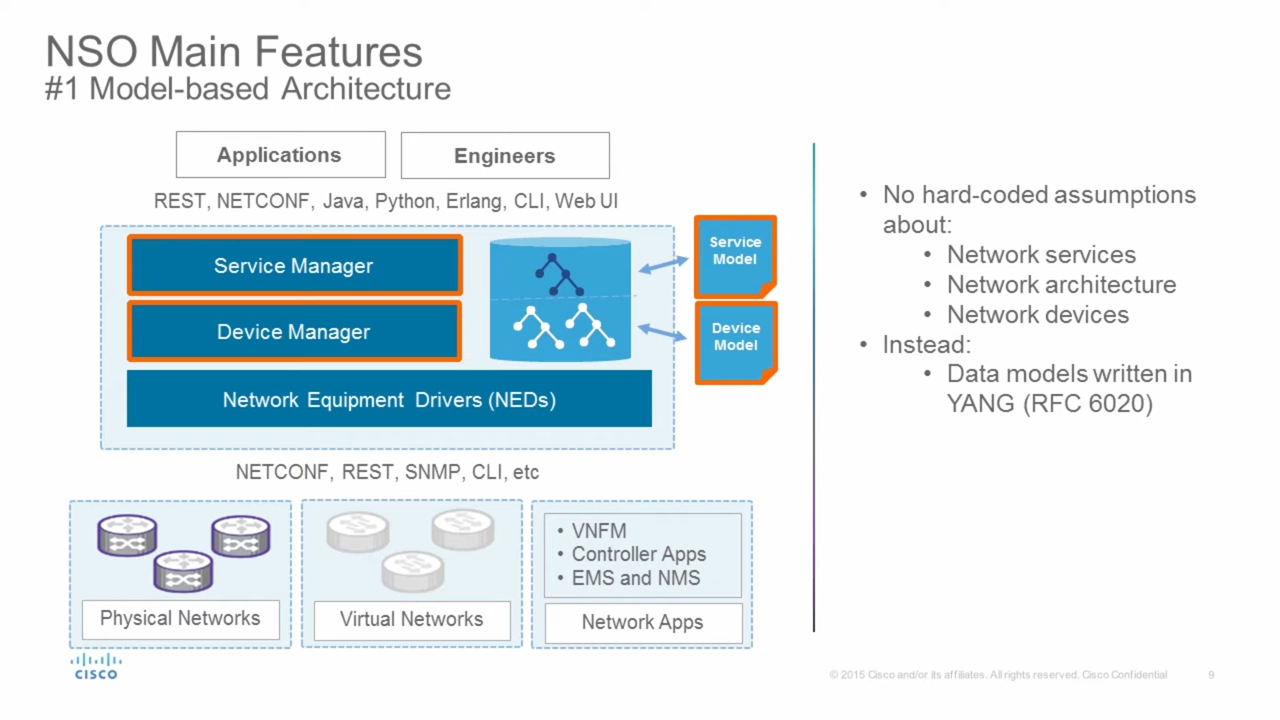 NSO Main Features
#1 Model-based Architecture
Applications
Engineers
REST, NETCONF, Java, Python, Erlang, CLI, Web UI
Service Manager
Device Manager
Network Equipment Drivers (NEDs)
Service
Model
Device
Model
NETCONF, REST, SNMP, CLI, etc
Physical Networks
Virtual Networks
• VNFM
• Controller Apps
• EMS and NMS
Network Apps
• No hard-coded assumptions
about:
• Network services
• Network architecture
• Network devices
• Instead:
• Data models written in
YANG (RFC 6020)
CISCO
© 2015 Cisco and/or its affiliates. All rights reserved. Cisco Confidential
9